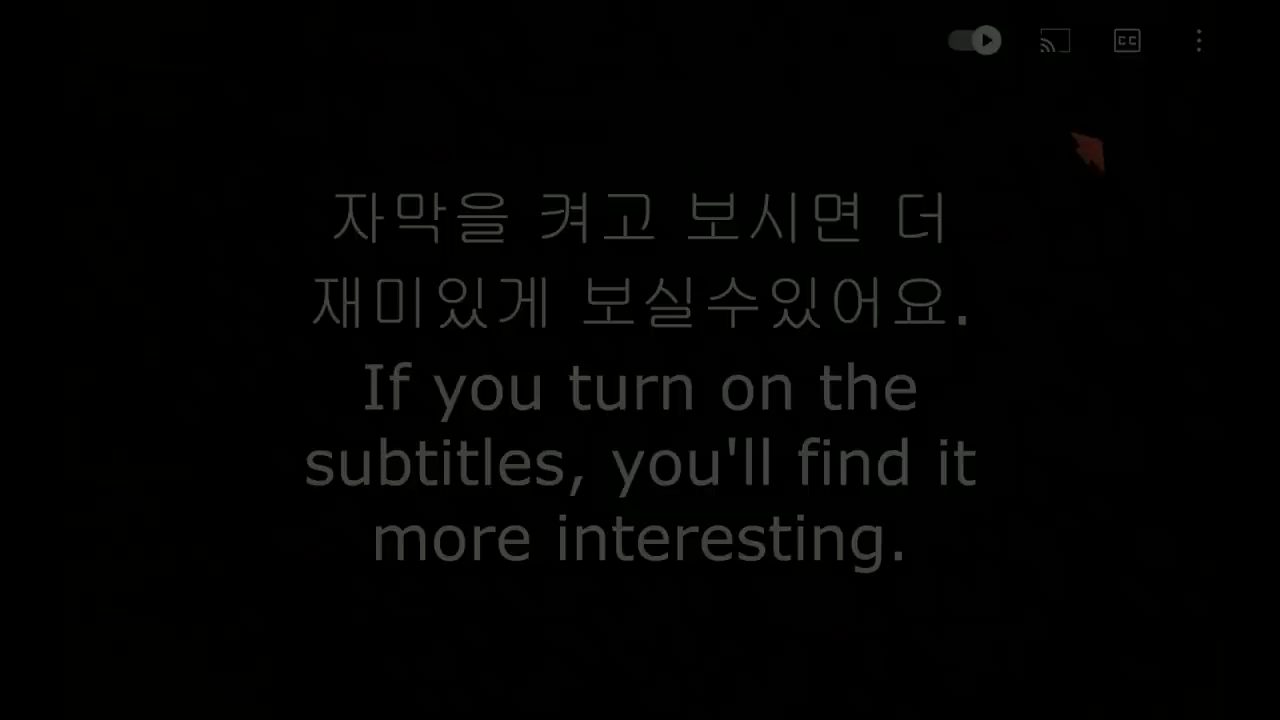 CC
자막을 켜고 보시면 더
재미있게 보실수있어요.
If you turn on the
subtitles, you'll find it
more interesting.